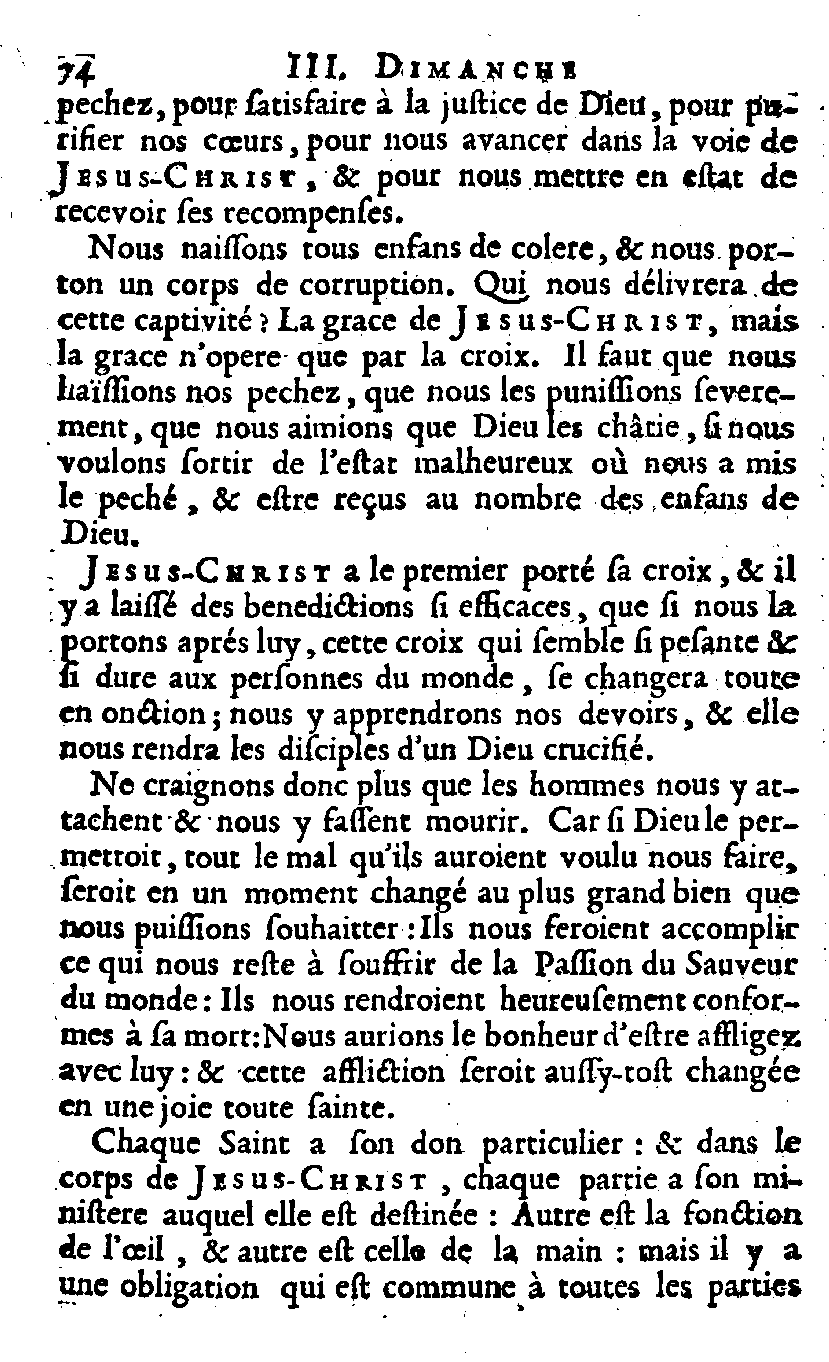 74 III. DIMANCHE
pechez, pour ſatisfaire à la juſtice de Dieu, pour pu-
rifier nos cœurs, pour nous avancer dans la voie de
JESUS-CHRIST, & pour nous mettre en eſtat de
recevoir ſes recompenſes.
Nous naiſſons tous enfans de colere, & nous por-
ton un corps de corruption. Qui nous délivrera de
cette captivité ? La grace de JESUS-CHRIST, mais
la grace n'opere que par la croix. Il faut que nous
haïſſions nos pechez, que nous les puniſſions ſevere-
ment, que nous aimions que Dieu les châtie, ſi nous
voulons ſortir de l'eſtat malheureux où nous a mis
le peché, & eſtre reçus au nombre des enfans de
Dieu.
JESUS-CHRIST a le premier porté ſa croix, & il
y a laiſſé des benedictions ſi efficaces, que ſi nous la
portons aprés luy, cette croix qui ſemble ſi peſante &
ſi dure aux perſonnes du monde, ſe changera toute
en onction ; nous y apprendrons nos devoirs, & elle
nous rendra les diſciples d'un Dieu crucifié.
Ne craignons donc plus que les hommes nous y at-
tachent & nous y faſſent mourir. Car ſi Dieu le per-
mettoit, tout le mal qu'ils auroient voulu nous faire,
ſeroit en un moment changé au plus grand bien que
nous puiſſions ſouhaitter : Ils nous feroient accomplir
ce qui nous reſte à ſouffrir de la Paſſion du Sauveur
du monde : Ils nous rendroient heureuſement confor-
mes à ſa mort : Nous aurions le bonheur d'eſtre affligez
avec luy : & cette affliction ſeroit auſſy-toſt changée
en une joie toute ſainte.
Chaque Saint a ſon don particulier : & dans le
corps de JESUS-CHRIST, chaque partie a ſon mi-
niſtere auquel elle eſt deſtinée : Autre eſt la fonction
de l'œil, & autre eſt celle de la main : mais il y a
une obligation qui eſt commune à toutes les parties